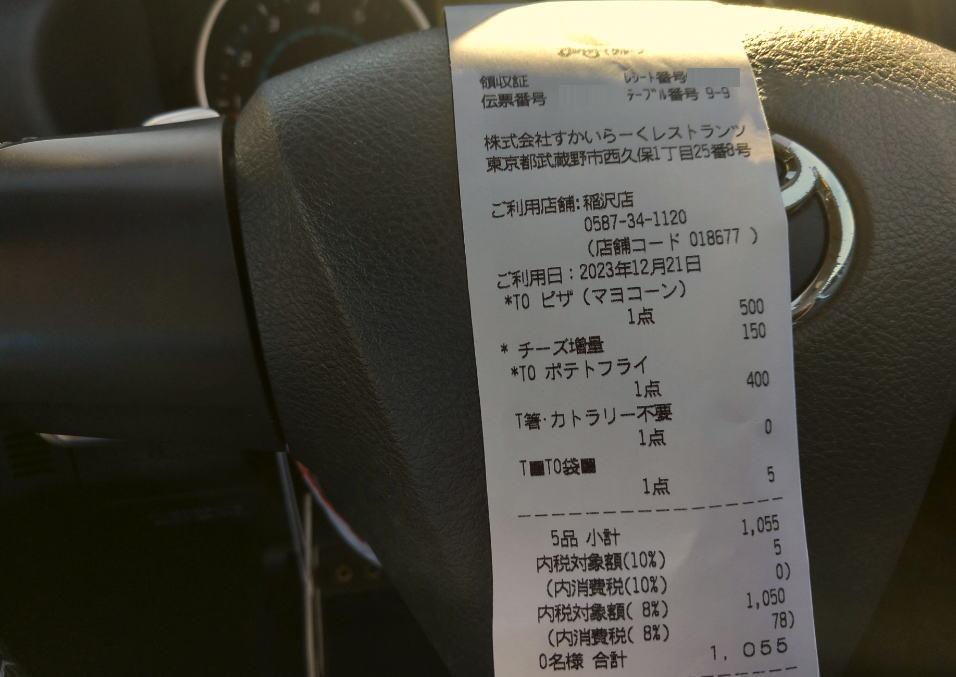 領収証 レシート番号
伝票番号 テーブル番号 9-9
株式会社すかいらーくレストランツ
東京都武蔵野市西久保1丁目25番8号
ご利用店舗:稲沢店
0587-34-1120
(店舗コード 018677 )
ご利用日:2023年12月21日
*TO ピザ(マヨコーン)
1点 500
* チーズ増量 150
*TO ポテトフライ
1点 400
T箸・カトラリー不要
1点 0
T■TO袋■
1点 5
5品 小計 1,055
内税対象額(10%) 5
(内消費税(10%) 0)
内税対象額( 8%) 1,050
(内消費税( 8%) 78)
0名様 合計 1,055